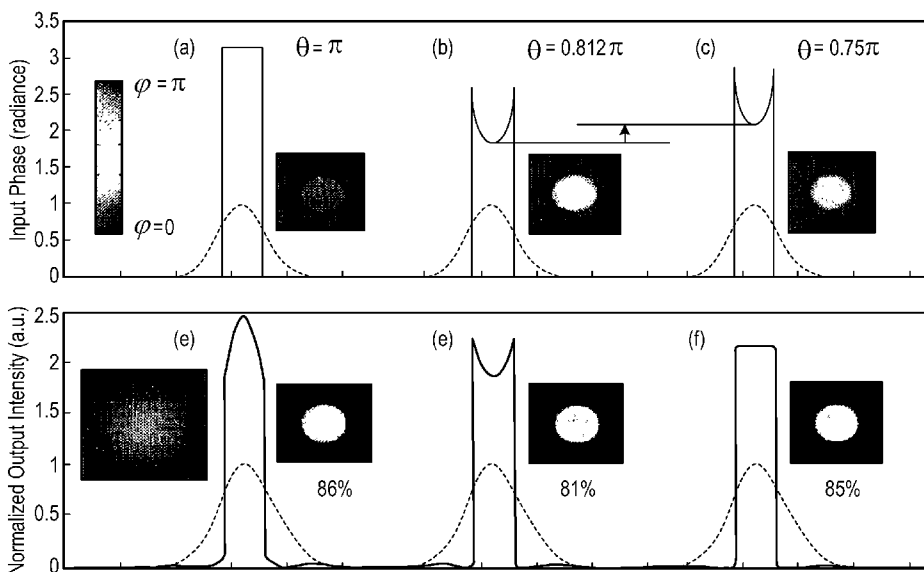 3.5
3
2.5
2
1.5
1
0.5
0
Input Phase (radiance)
φ = π
φ=0
(a)
θ = π
(b)
θ = 0.812π
(c)
θ = 0.75π
2.5
2
1.5
1
0.5
0
Normalized Output Intensity (a.u.)
(e)
86%
(e)
81%
(f)
85%